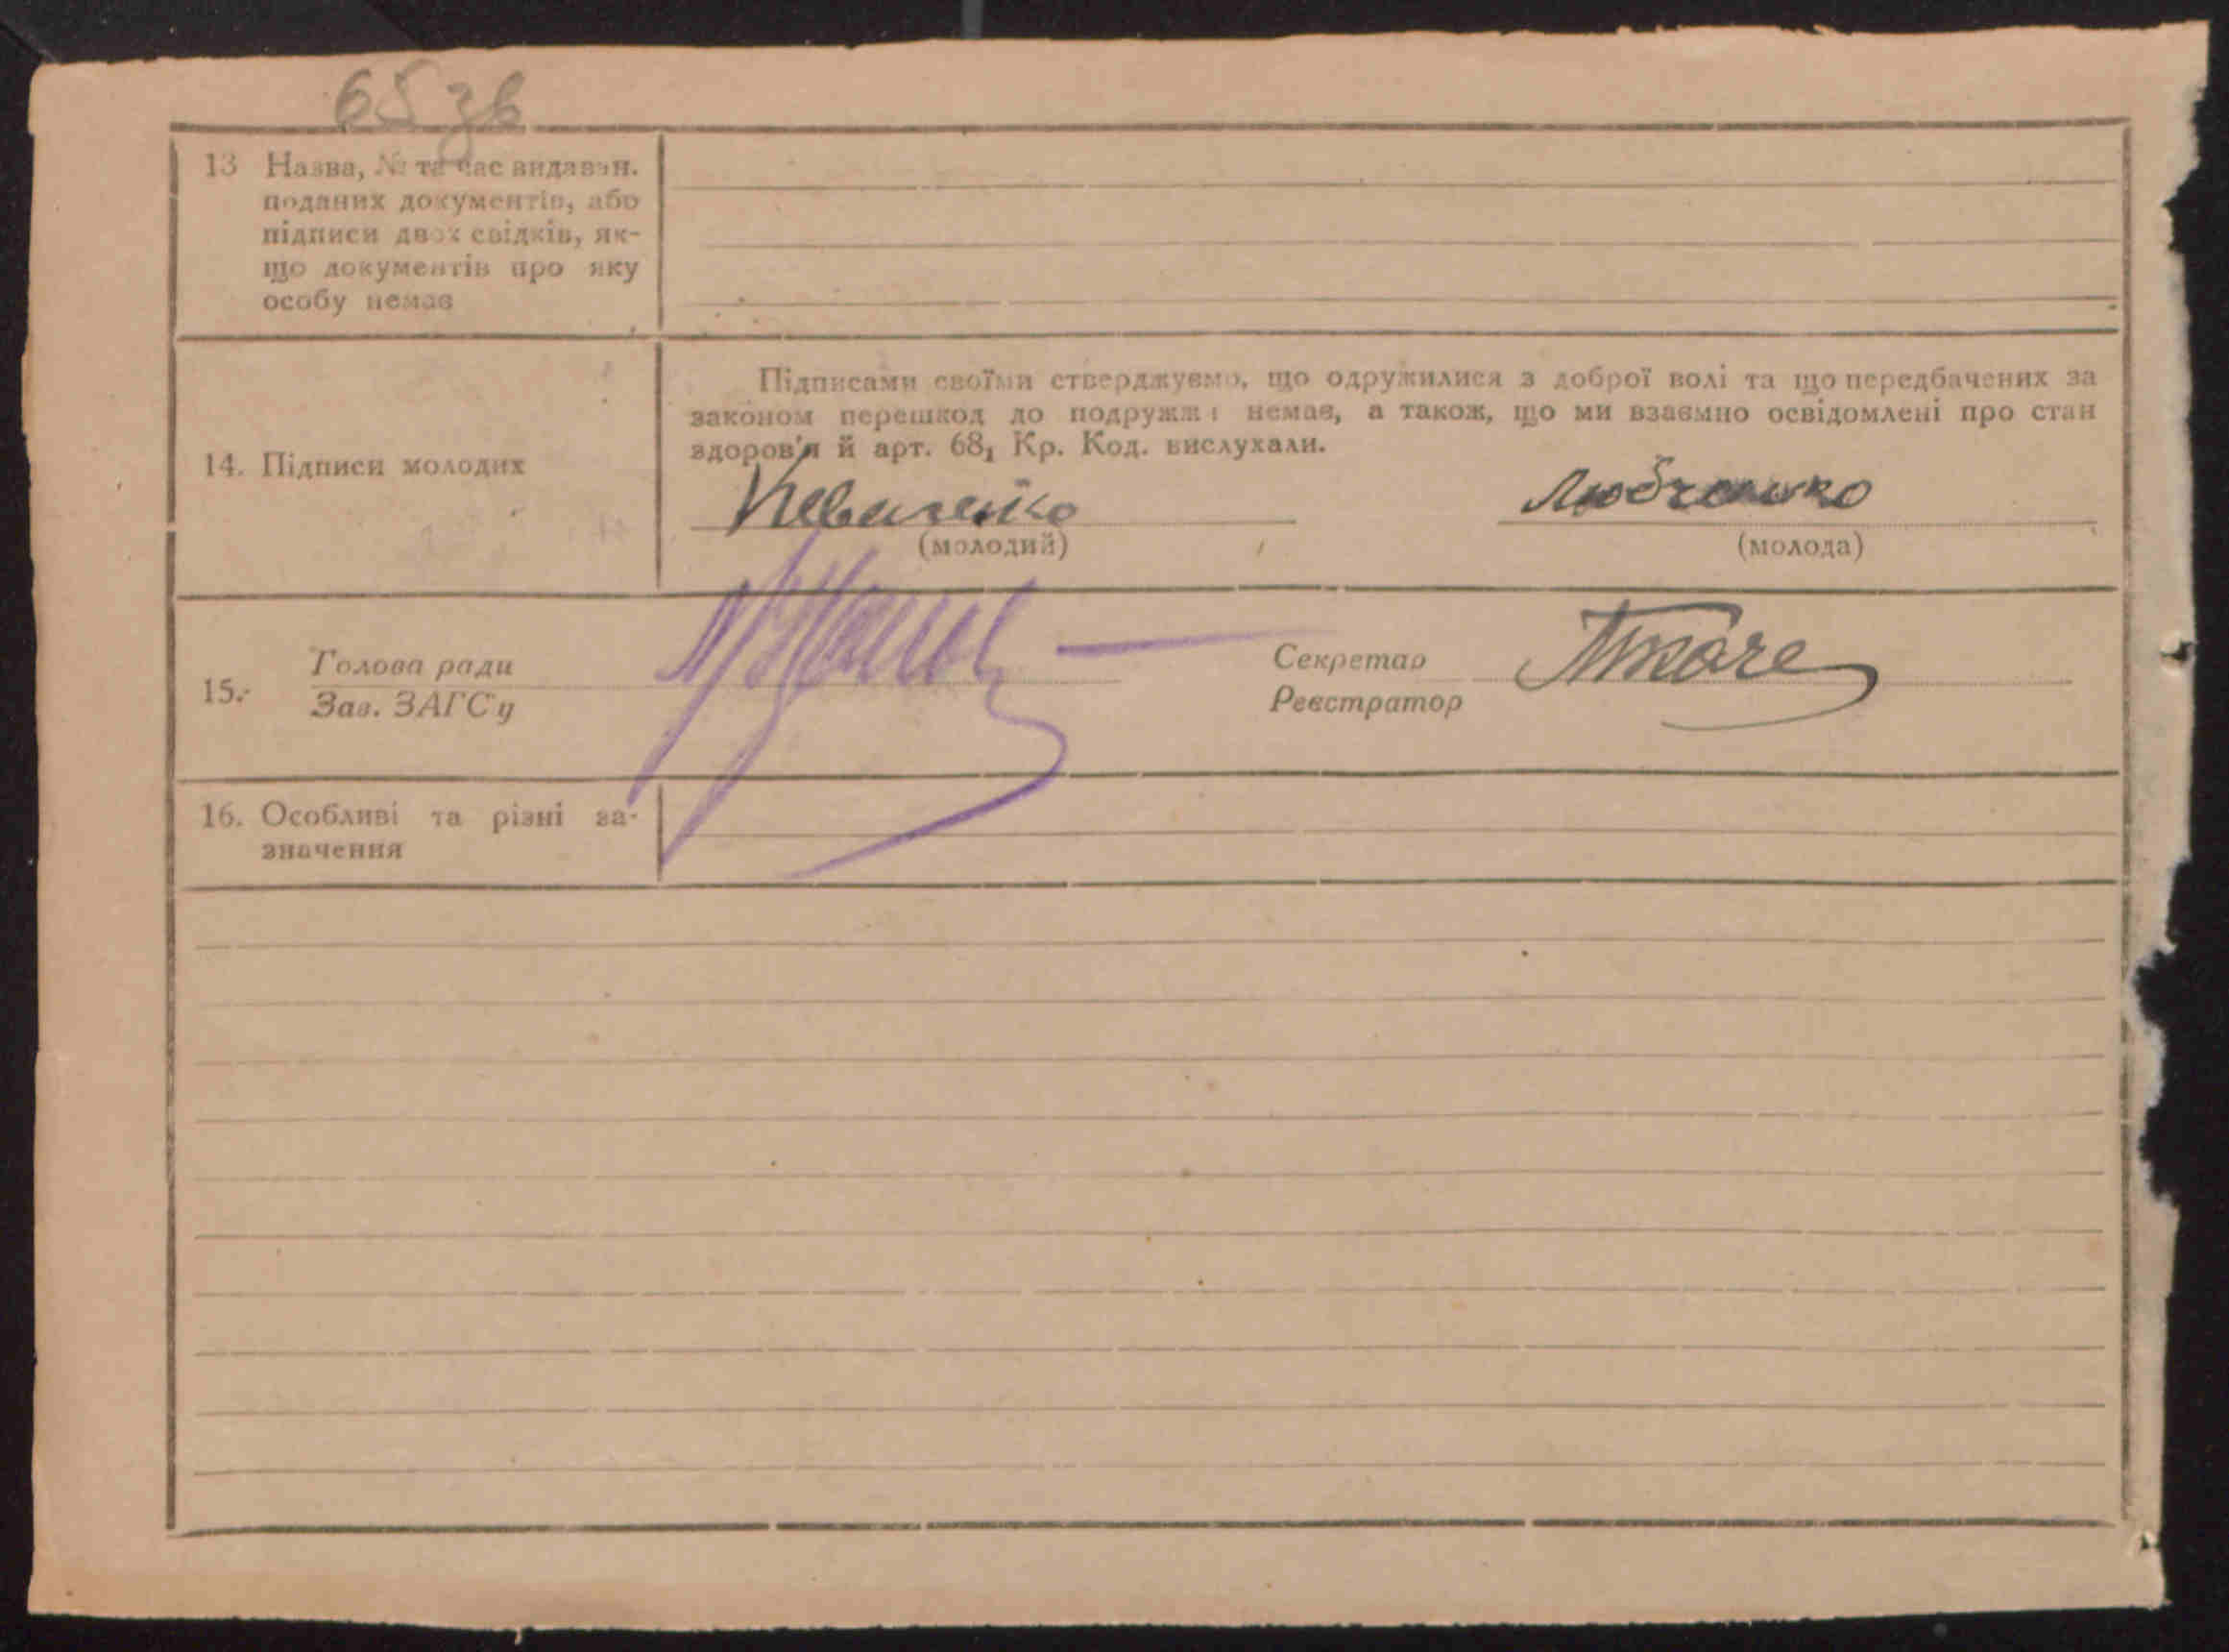 65 зв
13 Назва, № та час видаван.
поданих документів, або
підписи двох свідків, як-
що документів про яку
особу немає
Підписами своїми стверджуємо, що одружилися з доброї волі та що передбачених за
законом перешкод до подружжя немає, а також, що ми взаємно освідомлені про стан
здоров'я й арт. 68₁ Кр. Код. вислухали.
14. Підписи молодих
Любченко
(молодий) (молода)
15. Голова ради
Зав. ЗАГСу
Секретар
Реєстратор
16. Особливі та різні за-
значення